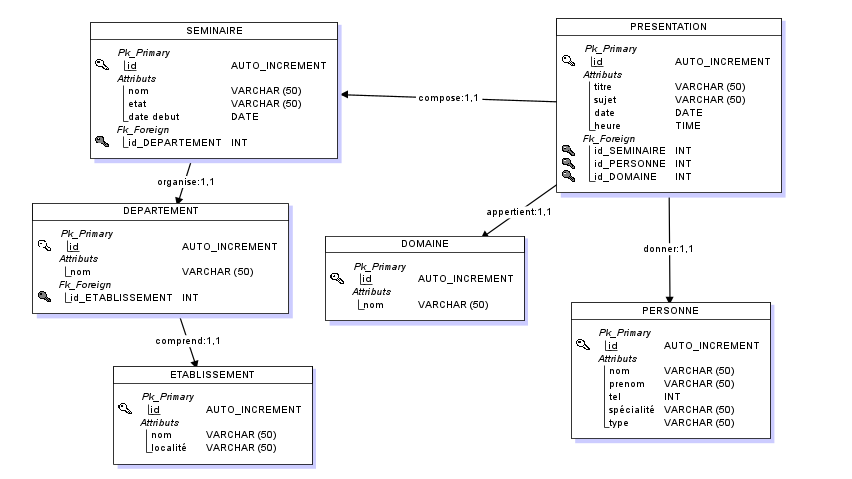 SEMINAIRE
Pk_Primary
id AUTO_INCREMENT
Attributs
nom VARCHAR (50)
etat VARCHAR (50)
date debut DATE
Fk_Foreign
id_DEPARTEMENT INT
PRESENTATION
Pk_Primary
id AUTO_INCREMENT
Attributs
titre VARCHAR (50)
sujet VARCHAR (50)
date DATE
heure TIME
Fk_Foreign
id_SEMINAIRE INT
id_PERSONNE INT
id_DOMAINE INT
compose:1,1
organise:1,1
appertient:1,1
donner:1,1
DEPARTEMENT
Pk_Primary
id AUTO_INCREMENT
Attributs
nom VARCHAR (50)
Fk_Foreign
id_ETABLISSEMENT INT
DOMAINE
Pk_Primary
id AUTO_INCREMENT
Attributs
nom VARCHAR (50)
PERSONNE
Pk_Primary
id AUTO_INCREMENT
Attributs
nom VARCHAR (50)
prenom VARCHAR (50)
tel INT
spécialité VARCHAR (50)
type VARCHAR (50)
comprend:1,1
ETABLISSEMENT
Pk_Primary
id AUTO_INCREMENT
Attributs
nom VARCHAR (50)
localité VARCHAR (50)